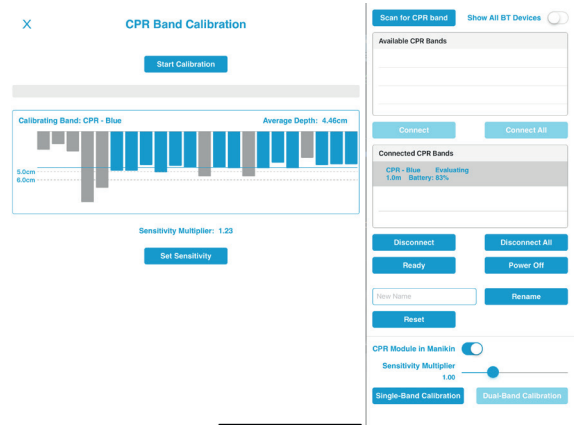 X
CPR Band Calibration
Start Calibration
Calibrating Band: CPR - Blue Average Depth: 4.46cm
5.0cm
6.0cm
Sensitivity Multiplier: 1.23
Set Sensitivity
Scan for CPR band Show All BT Devices
Available CPR Bands
Connect Connect All
Connected CPR Bands
CPR - Blue Evaluating
1.0m Battery: 83%
Disconnect Disconnect All
Ready Power Off
New Name Rename
Reset
CPR Module in Manikin
Sensitivity Multiplier
1.00
Single-Band Calibration Dual-Band Calibration